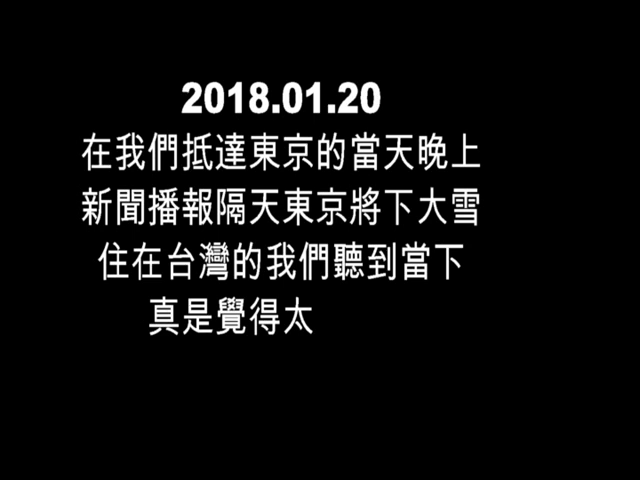 2018.01.20
在我們抵達東京的當天晚上
新聞播報隔天東京將下大雪
住在台灣的我們聽到當下
真是覺得太